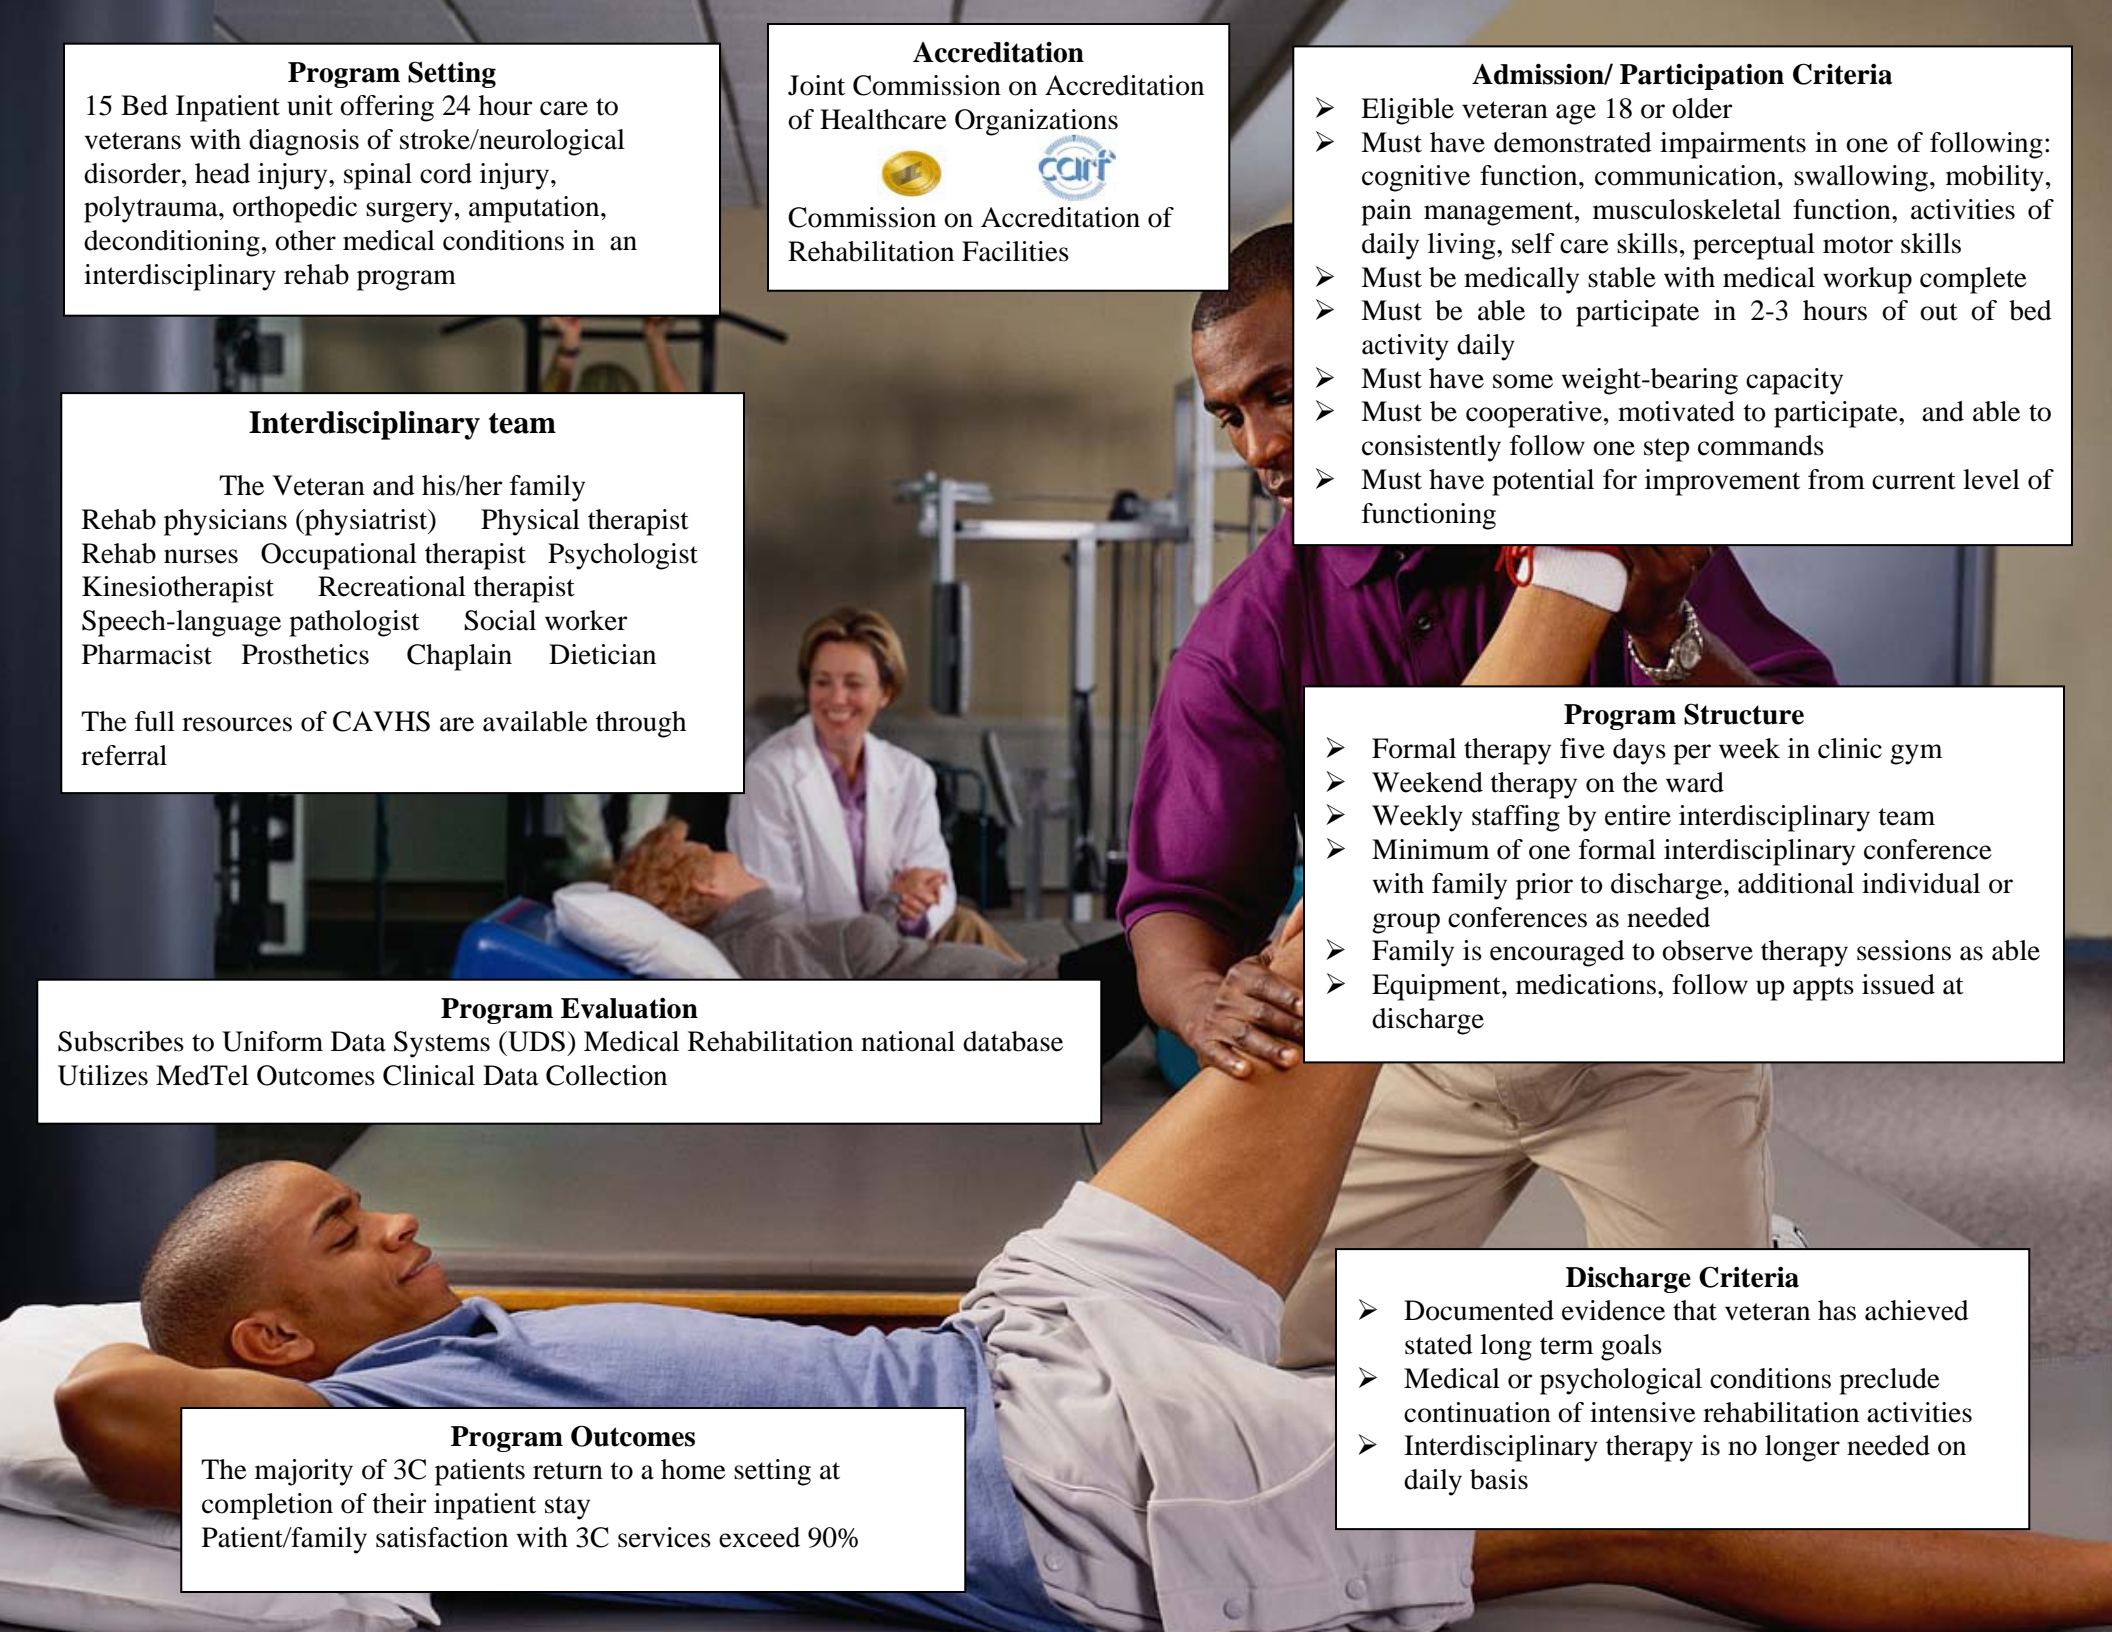 Program Setting
15 Bed Inpatient unit offering 24 hour care to
veterans with diagnosis of stroke/neurological
disorder, head injury, spinal cord injury,
polytrauma, orthopedic surgery, amputation,
deconditioning, other medical conditions in an
interdisciplinary rehab program
Accreditation
Joint Commission on Accreditation
of Healthcare Organizations
carf
Commission on Accreditation of
Rehabilitation Facilities
Admission/ Participation Criteria
➢ Eligible veteran age 18 or older
➢ Must have demonstrated impairments in one of following:
cognitive function, communication, swallowing, mobility,
pain management, musculoskeletal function, activities of
daily living, self care skills, perceptual motor skills
➢ Must be medically stable with medical workup complete
➢ Must be able to participate in 2-3 hours of out of bed
activity daily
➢ Must have some weight-bearing capacity
➢ Must be cooperative, motivated to participate, and able to
consistently follow one step commands
➢ Must have potential for improvement from current level of
functioning
Interdisciplinary team
The Veteran and his/her family
Rehab physicians (physiatrist) Physical therapist
Rehab nurses Occupational therapist Psychologist
Kinesiotherapist Recreational therapist
Speech-language pathologist Social worker
Pharmacist Prosthetics Chaplain Dietician
The full resources of CAVHS are available through
referral
Program Structure
➢ Formal therapy five days per week in clinic gym
➢ Weekend therapy on the ward
➢ Weekly staffing by entire interdisciplinary team
➢ Minimum of one formal interdisciplinary conference
with family prior to discharge, additional individual or
group conferences as needed
➢ Family is encouraged to observe therapy sessions as able
➢ Equipment, medications, follow up appts issued at
discharge
Program Evaluation
Subscribes to Uniform Data Systems (UDS) Medical Rehabilitation national database
Utilizes MedTel Outcomes Clinical Data Collection
Discharge Criteria
➢ Documented evidence that veteran has achieved
stated long term goals
➢ Medical or psychological conditions preclude
continuation of intensive rehabilitation activities
➢ Interdisciplinary therapy is no longer needed on
daily basis
Program Outcomes
The majority of 3C patients return to a home setting at
completion of their inpatient stay
Patient/family satisfaction with 3C services exceed 90%